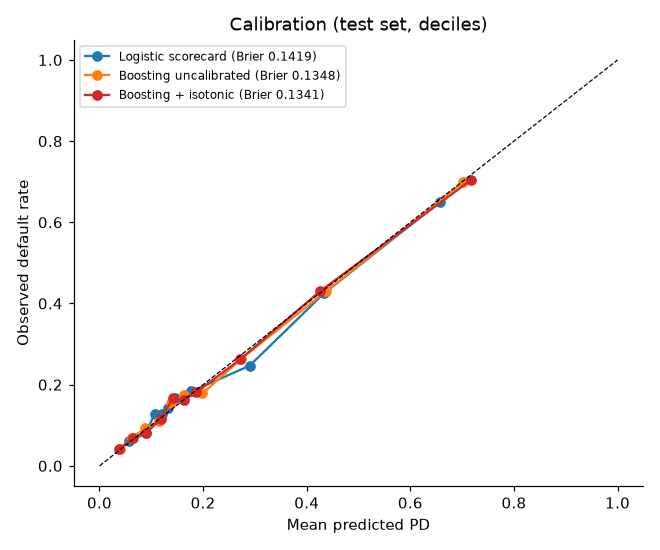 Calibration (test set, deciles)
Logistic scorecard (Brier 0.1419)
Boosting uncalibrated (Brier 0.1348)
Boosting + isotonic (Brier 0.1341)
Observed default rate
1.0
0.8
0.6
0.4
0.2
0.0
0.0 0.2 0.4 0.6 0.8 1.0
Mean predicted PD